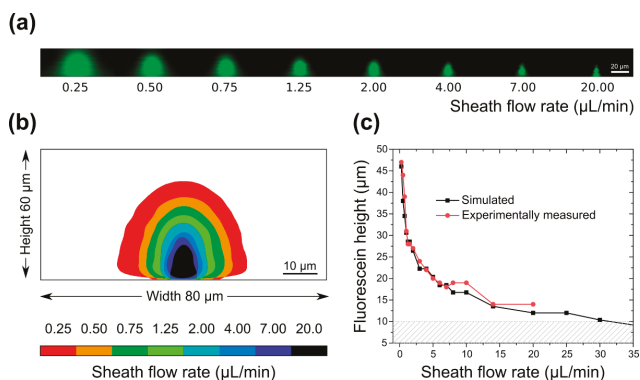 (a)
20 μm
0.25 0.50 0.75 1.25 2.00 4.00 7.00 20.00
Sheath flow rate (μL/min)
(b)
Height 60 μm
10 μm
Width 80 μm
0.25 0.50 0.75 1.25 2.00 4.00 7.00 20.0
Sheath flow rate (μL/min)
(c)
Fluorescein height (μm)
50
45
40
35
30
25
20
15
10
5
0 5 10 15 20 25 30 35
Simulated
Experimentally measured
Sheath flow rate (μL/min)